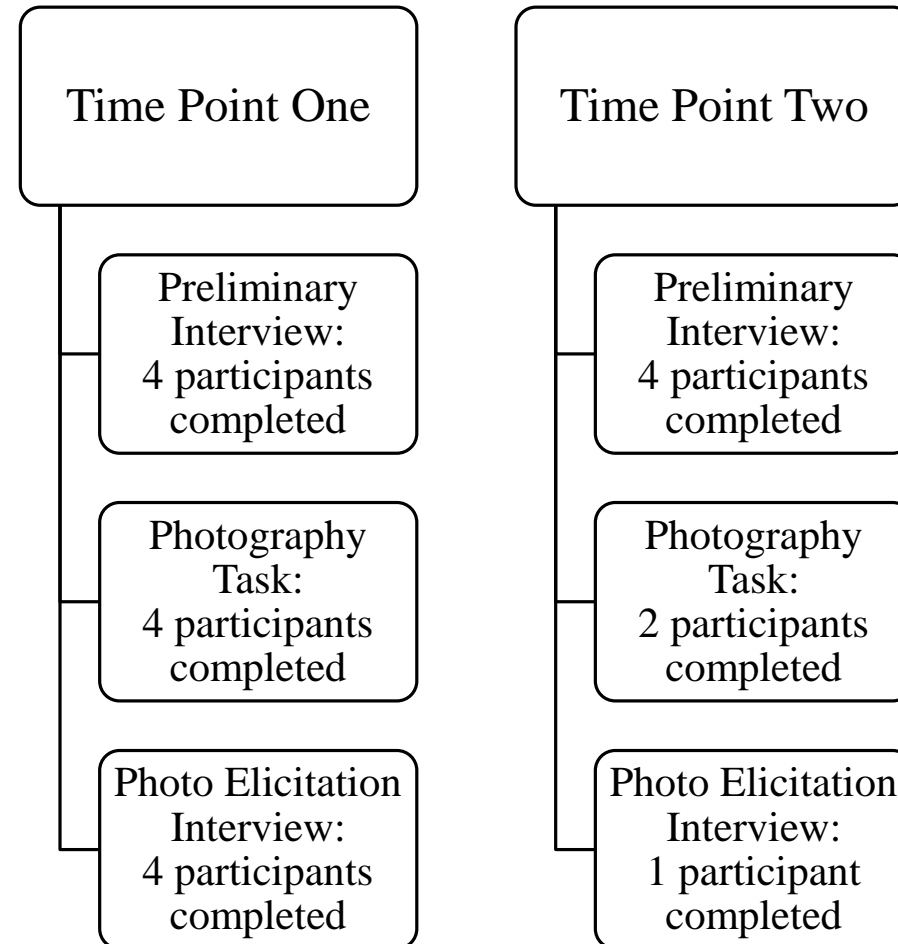 Time Point One
Preliminary
Interview:
4 participants
completed
Photography
Task:
4 participants
completed
Photo Elicitation
Interview:
4 participants
completed
Time Point Two
Preliminary
Interview:
4 participants
completed
Photography
Task:
2 participants
completed
Photo Elicitation
Interview:
1 participant
completed